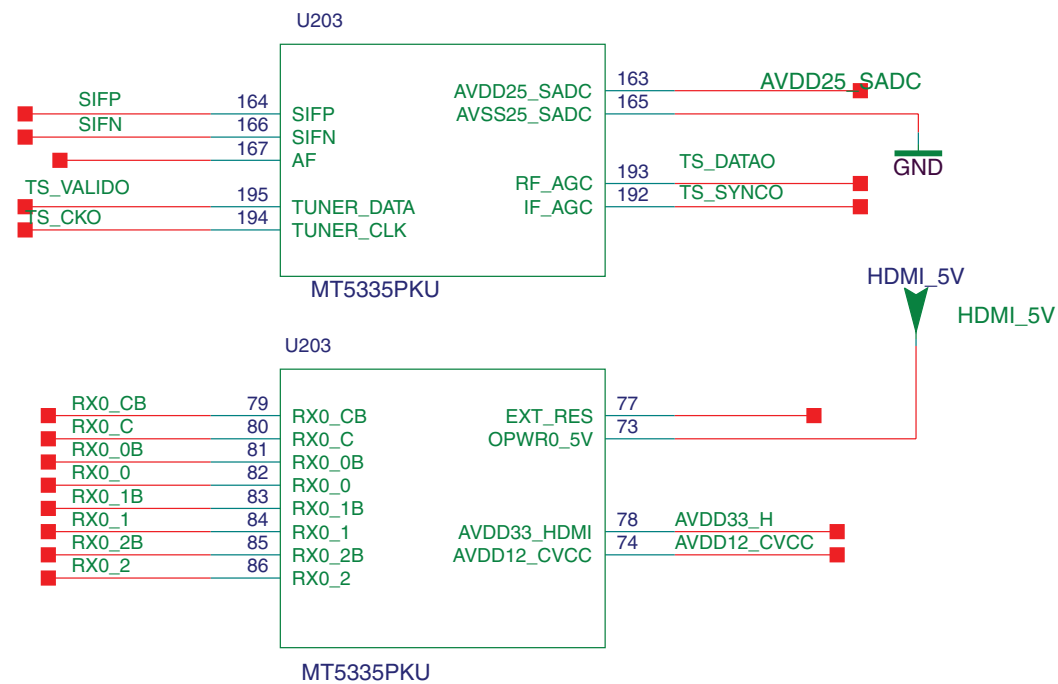 U203
SIFP 164 SIFP
SIFN 166 SIFN
167 AF
TS_VALIDO 195 TUNER_DATA
TS_CKO 194 TUNER_CLK
AVDD25_SADC 163 AVDD25_SADC
AVSS25_SADC 165
GND
RF_AGC 193 TS_DATAO
IF_AGC 192 TS_SYNCO
MT5335PKU
HDMI_5V
HDMI_5V
U203
RX0_CB 79 RX0_CB
RX0_C 80 RX0_C
RX0_0B 81 RX0_0B
RX0_0 82 RX0_0
RX0_1B 83 RX0_1B
RX0_1 84 RX0_1
RX0_2B 85 RX0_2B
RX0_2 86 RX0_2
EXT_RES 77
OPWR0_5V 73
AVDD33_HDMI 78 AVDD33_H
AVDD12_CVCC 74 AVDD12_CVCC
MT5335PKU